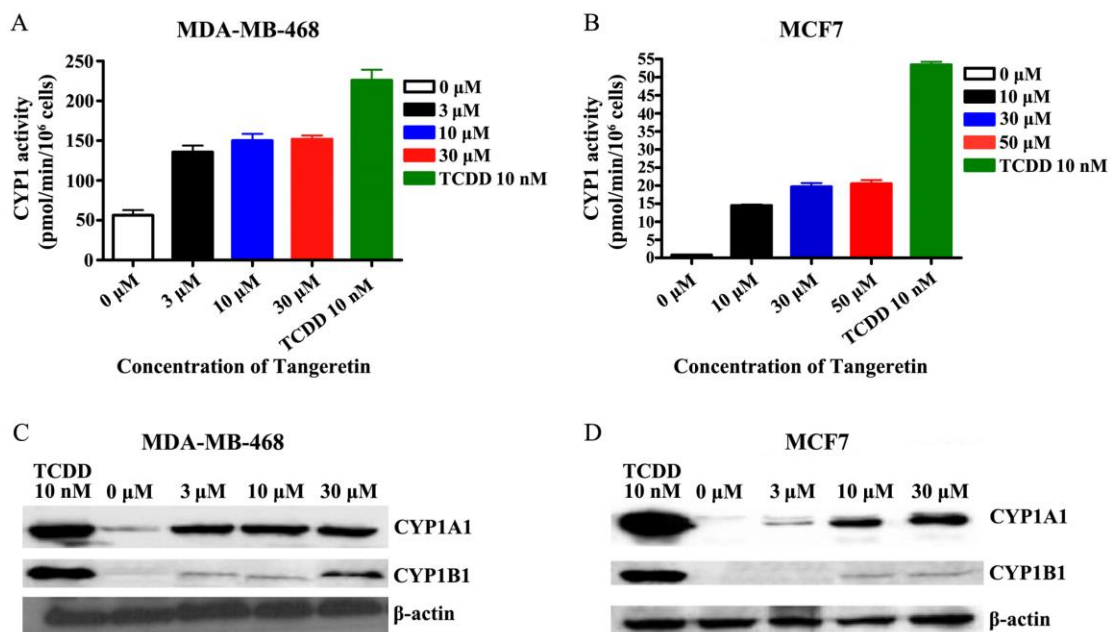 A
MDA-MB-468
CYP1 activity
(pmol/min/10⁶ cells)
250
200
150
100
50
0
0 μM
3 μM
10 μM
30 μM
TCDD 10 nM
0 μM
3 μM
10 μM
30 μM
TCDD 10 nM
Concentration of Tangeretin
B
MCF7
CYP1 activity
(pmol/min/10⁶ cells)
55
50
45
40
35
30
25
20
15
10
5
0
0 μM
10 μM
30 μM
50 μM
TCDD 10 nM
0 μM
10 μM
30 μM
50 μM
TCDD 10 nM
Concentration of Tangeretin
C
MDA-MB-468
TCDD
10 nM 0 μM 3 μM 10 μM 30 μM
CYP1A1
CYP1B1
β-actin
D
MCF7
TCDD
10 nM 0 μM 3 μM 10 μM 30 μM
CYP1A1
CYP1B1
β-actin